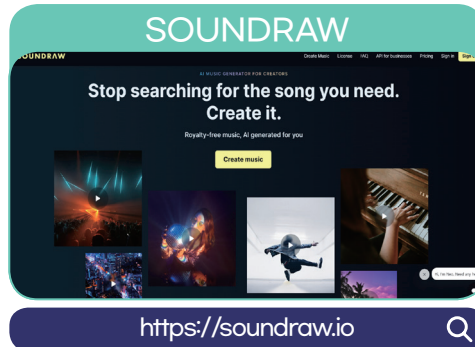 SOUNDRAW
SOUNDRAW
Create Music License FAQ API for businesses Pricing Sign in Sign
AI MUSIC GENERATOR FOR CREATORS
Stop searching for the song you need.
Create it.
Royalty-free music, AI generated for you
Create music
https://soundraw.io